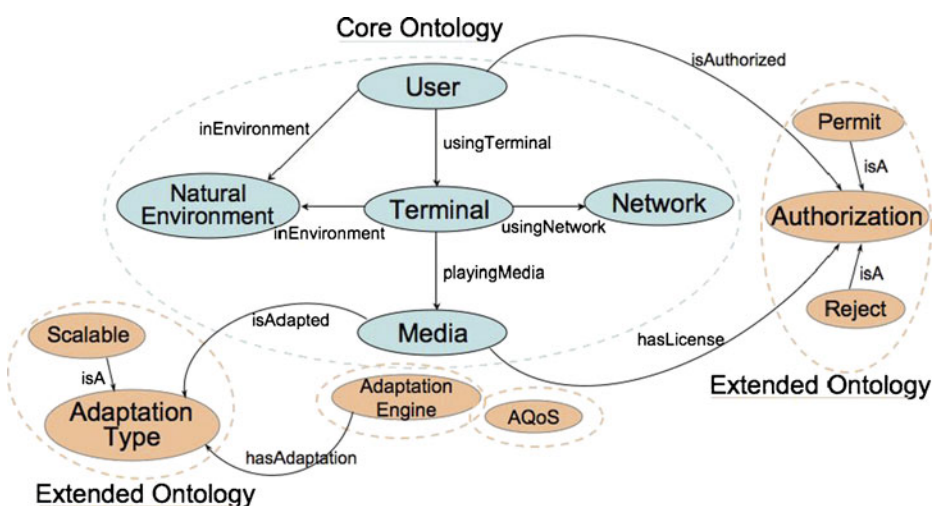 Core Ontology
User
isAuthorized
inEnvironment
usingTerminal
Permit
isA
Natural
Environment
Terminal
Network
Authorization
inEnvironment
usingNetwork
isA
playingMedia
Reject
isAdapted
Scalable
Media
hasLicense
isA
Adaptation
Engine
Extended Ontology
Adaptation
Type
AQoS
hasAdaptation
Extended Ontology